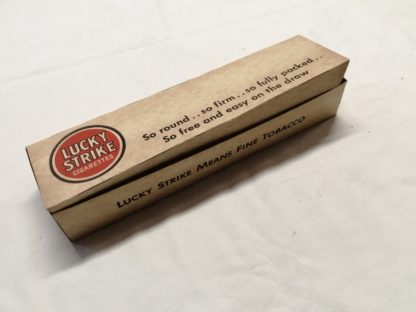 LUCKY
STRIKE
CIGARETTES
So round.. so firm... so fully packed...
So free and easy on the draw
LUCKY STRIKE MEANS FINE TOBACCO